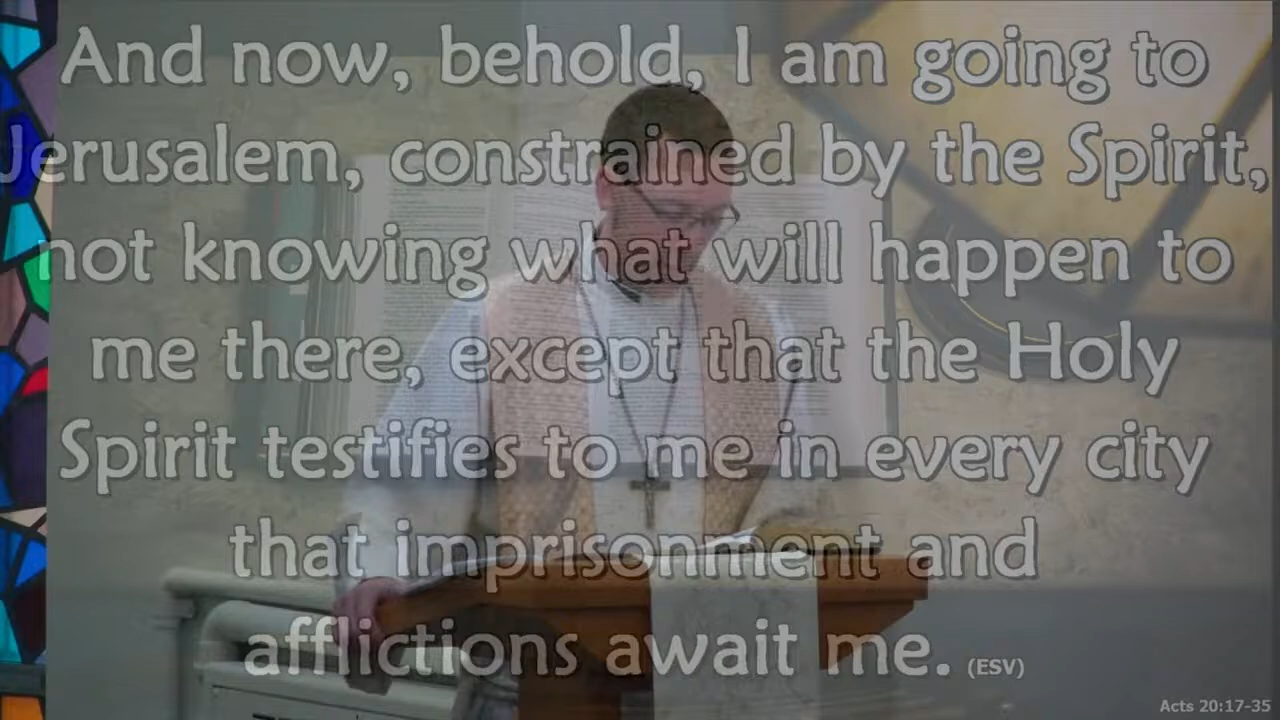 And now, behold, I am going to
Jerusalem, constrained by the Spirit,
not knowing what will happen to
me there, except that the Holy
Spirit testifies to me in every city
that imprisonment and
afflictions await me. (ESV)
Acts 20:17-35